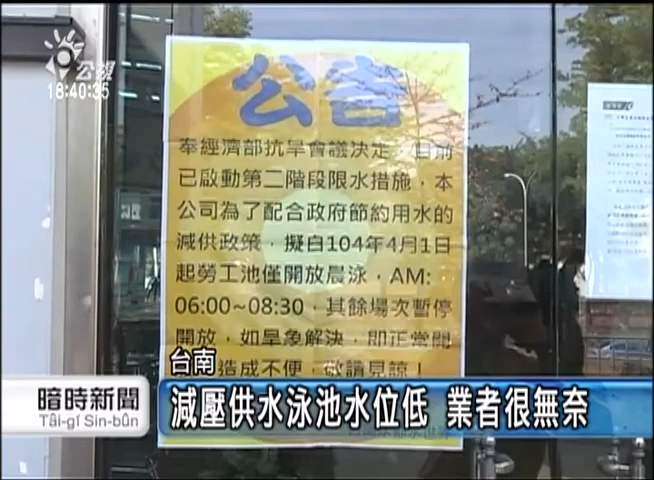 公視
18:40:35
公告
奉經濟部抗旱會議決定，目前
已啟動第二階段限水措施，本
公司為了配合政府節約用水的
減供政策，擬自104年4月1日
起勞工池僅開放晨泳，AM:
06:00~08:30，其餘場次暫停
開放，如旱象解決，即正常開
造成不便，敬請見諒！
台南
暗時新聞
Tâi-gí Sin-bûn
減壓供水泳池水位低 業者很無奈